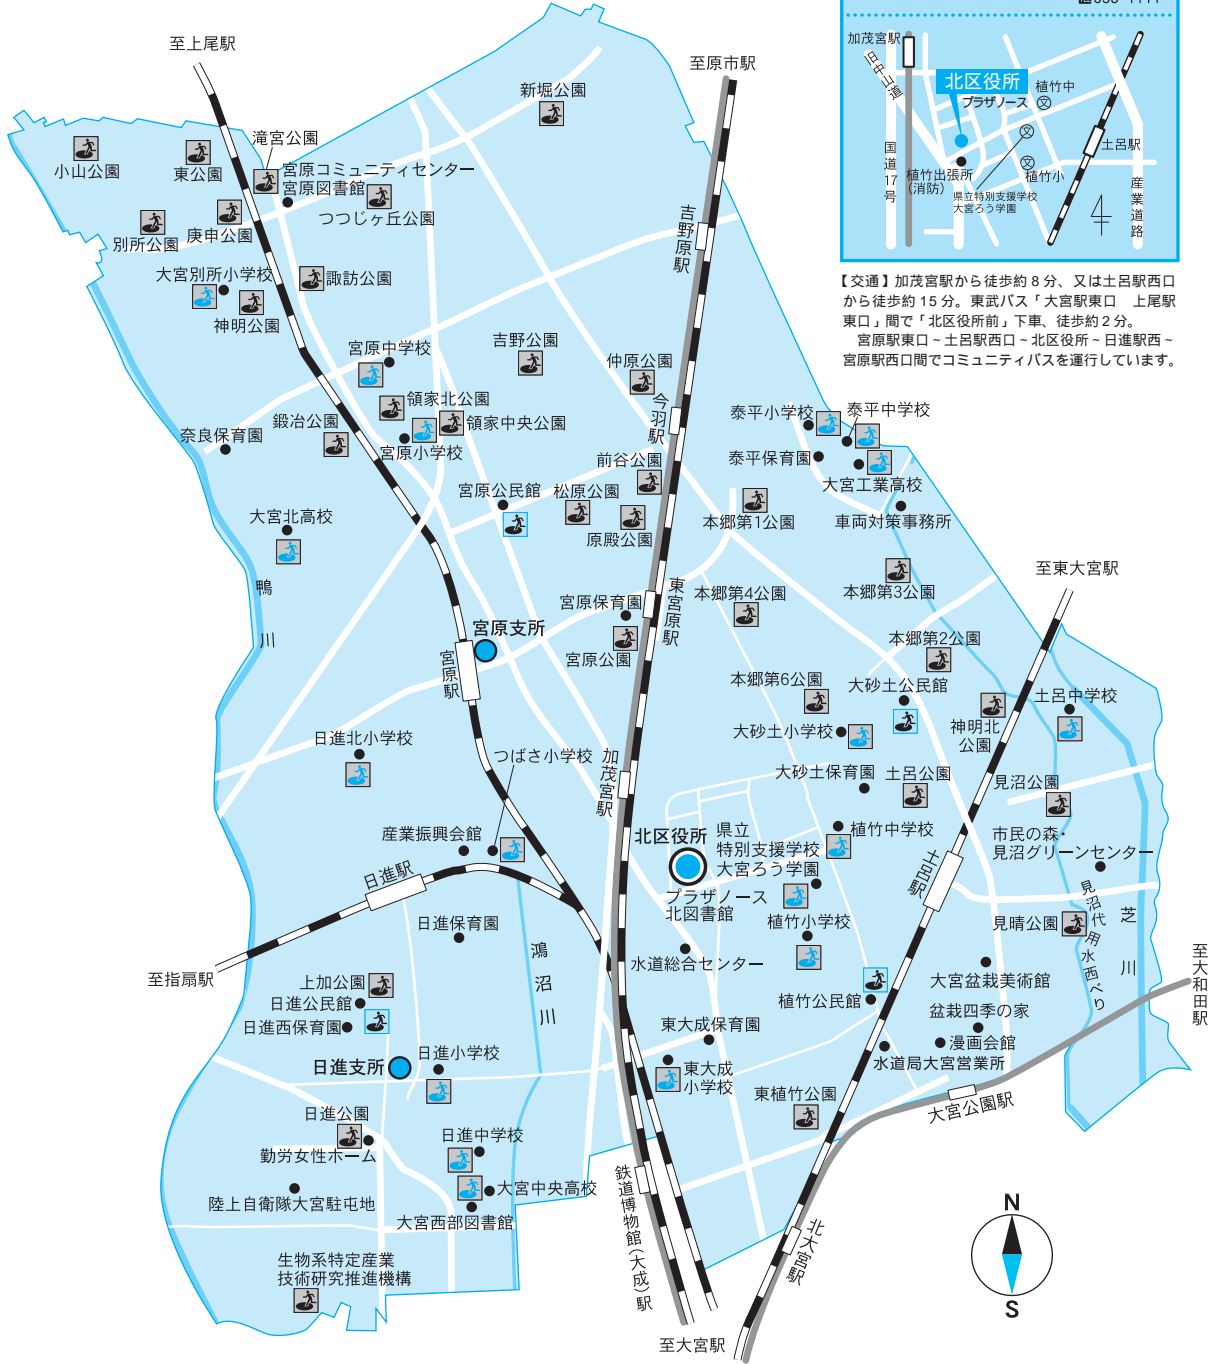 至上尾駅
至原市駅
新堀公園
滝宮公園
小山公園
東公園
宮原コミュニティセンター
宮原図書館
つつじヶ丘公園
別所公園
庚申公園
吉野原駅
大宮別所小学校
諏訪公園
神明公園
宮原中学校
吉野公園
仲原公園
領家北公園
今羽駅
鍛冶公園
領家中央公園
奈良保育園
宮原小学校
泰平小学校
泰平中学校
前谷公園
泰平保育園
宮原公民館
松原公園
大宮工業高校
大宮北高校
本郷第1公園
車両対策事務所
原殿公園
至東大宮駅
鴨川
東宮原駅
本郷第4公園
本郷第3公園
宮原保育園
宮原支所
宮原駅
宮原公園
本郷第2公園
本郷第6公園
大砂土公民館
土呂中学校
神明北
公園
日進北小学校
大砂土小学校
つばさ小学校
加茂宮駅
大砂土保育園
土呂公園
見沼公園
産業振興会館
北区役所
県立
特別支援学校
大宮ろう学園
植竹中学校
市民の森・
見沼グリーンセンター
土呂駅
日進駅
プラザノース
北図書館
見沼代用水西べり
芝川
日進保育園
植竹小学校
見晴公園
鴻沼川
水道総合センター
至指扇駅
至大和田駅
上加公園
日進公民館
日進西保育園
植竹公民館
大宮盆栽美術館
盆栽四季の家
東大成保育園
漫画会館
日進支所
日進小学校
水道局大宮営業所
東大成
小学校
東植竹公園
大宮公園駅
日進公園
日進中学校
勤労女性ホーム
鉄道博物館(大成)駅
陸上自衛隊大宮駐屯地
大宮中央高校
大宮西部図書館
北大宮駅
生物系特定産業
技術研究推進機構
至大宮駅
N
S
加茂宮駅
旧中山道
北区役所
プラザノース
植竹中
文
文
文
土呂駅
国道17号
植竹出張所
(消防)
植竹小
県立特別支援学校
大宮ろう学園
産業道路
【交通】加茂宮駅から徒歩約8分、又は土呂駅西口
から徒歩約15分。東武バス「大宮駅東口　上尾駅
東口」間で「北区役所前」下車、徒歩約2分。
宮原駅東口~土呂駅西口~北区役所~日進駅西~
宮原駅西口間でコミュニティバスを運行しています。